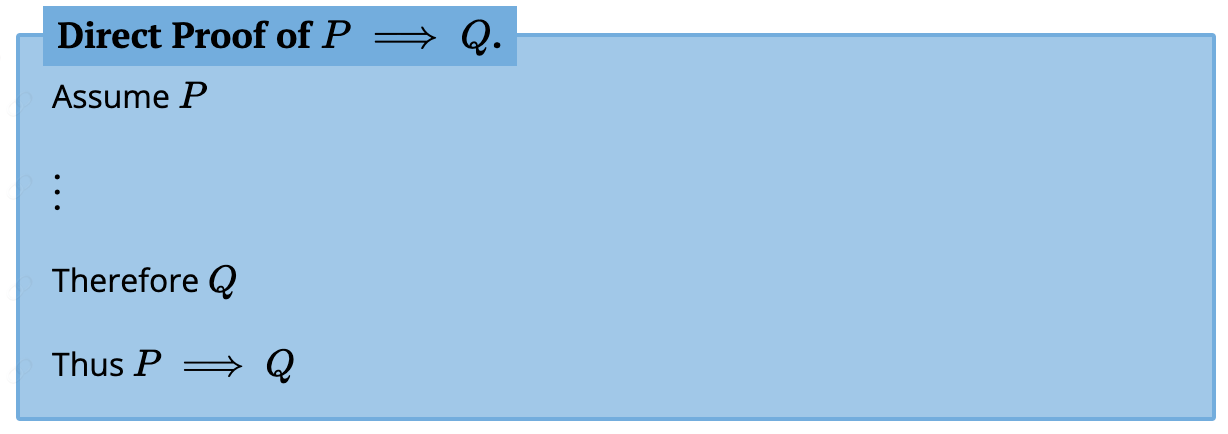 Direct Proof of P ⟹ Q.
Assume P
⋮
Therefore Q
Thus P ⟹ Q